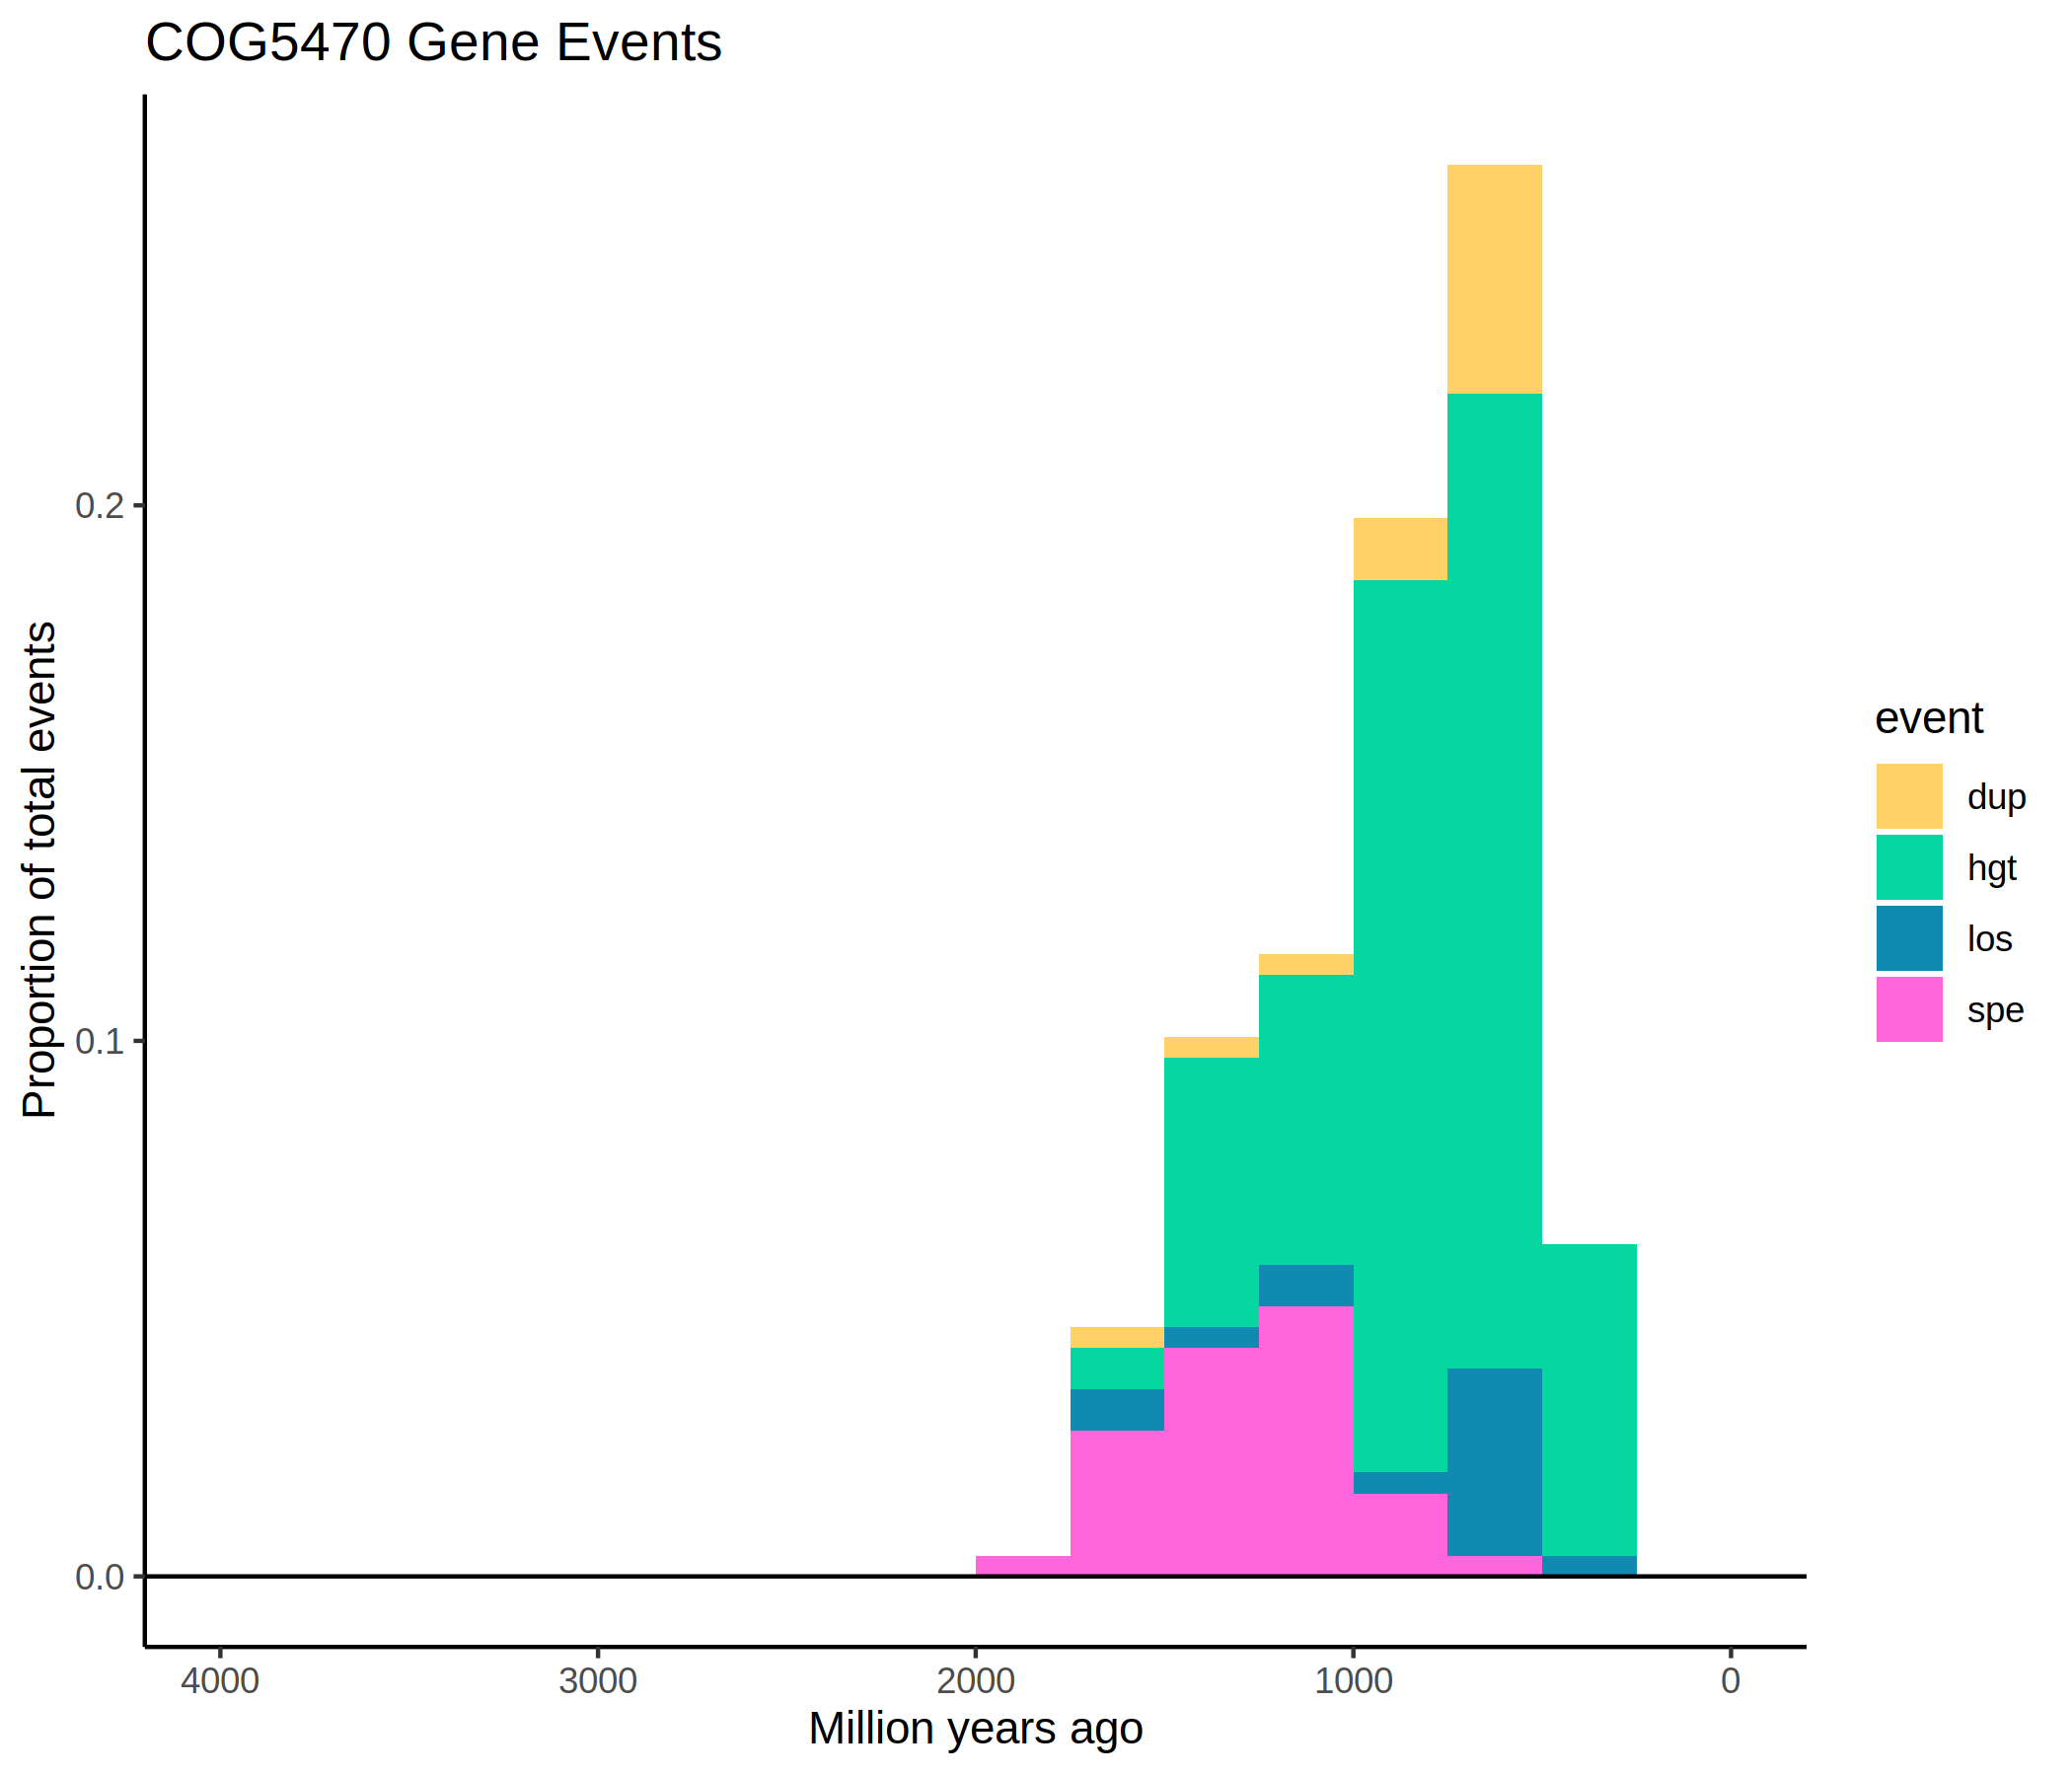 COG5470 Gene Events
Proportion of total events
0.2
0.1
0.0
4000 3000 2000 1000 0
Million years ago
event
dup
hgt
los
spe